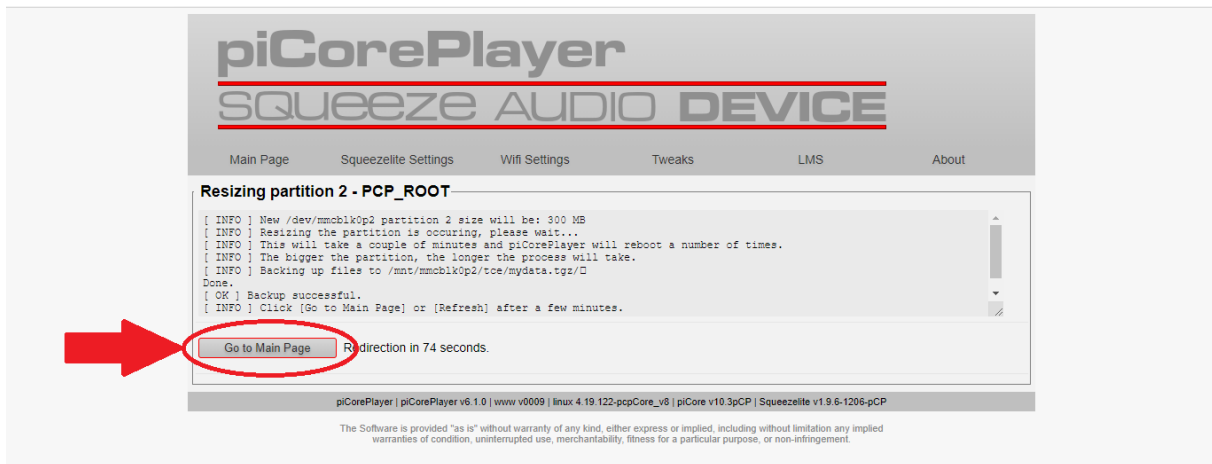 piCorePlayer
SQUEEZE AUDIO DEVICE
Main Page Squeezelite Settings Wifi Settings Tweaks LMS About
Resizing partition 2 - PCP_ROOT
[ INFO ] New /dev/mmcblk0p2 partition 2 size will be: 300 MB
[ INFO ] Resizing the partition is occuring, please wait...
[ INFO ] This will take a couple of minutes and piCorePlayer will reboot a number of times.
[ INFO ] The bigger the partition, the longer the process will take.
[ INFO ] Backing up files to /mnt/mmcblk0p2/tce/mydata.tgz/□
Done.
[ OK ] Backup successful.
[ INFO ] Click [Go to Main Page] or [Refresh] after a few minutes.
Go to Main Page Redirection in 74 seconds.
piCorePlayer | piCorePlayer v6.1.0 | www v0009 | linux 4.19.122-pcpCore_v8 | piCore v10.3pCP | Squeezelite v1.9.6-1206-pCP
The Software is provided "as is" without warranty of any kind, either express or implied, including without limitation any implied
warranties of condition, uninterrupted use, merchantability, fitness for a particular purpose, or non-infringement.